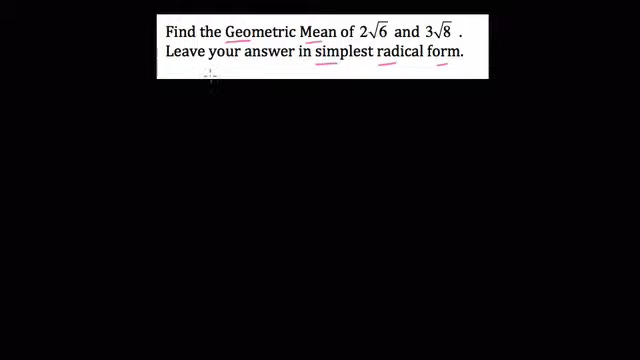 Find the Geometric Mean of 2√6 and 3√8 .
Leave your answer in simplest radical form.